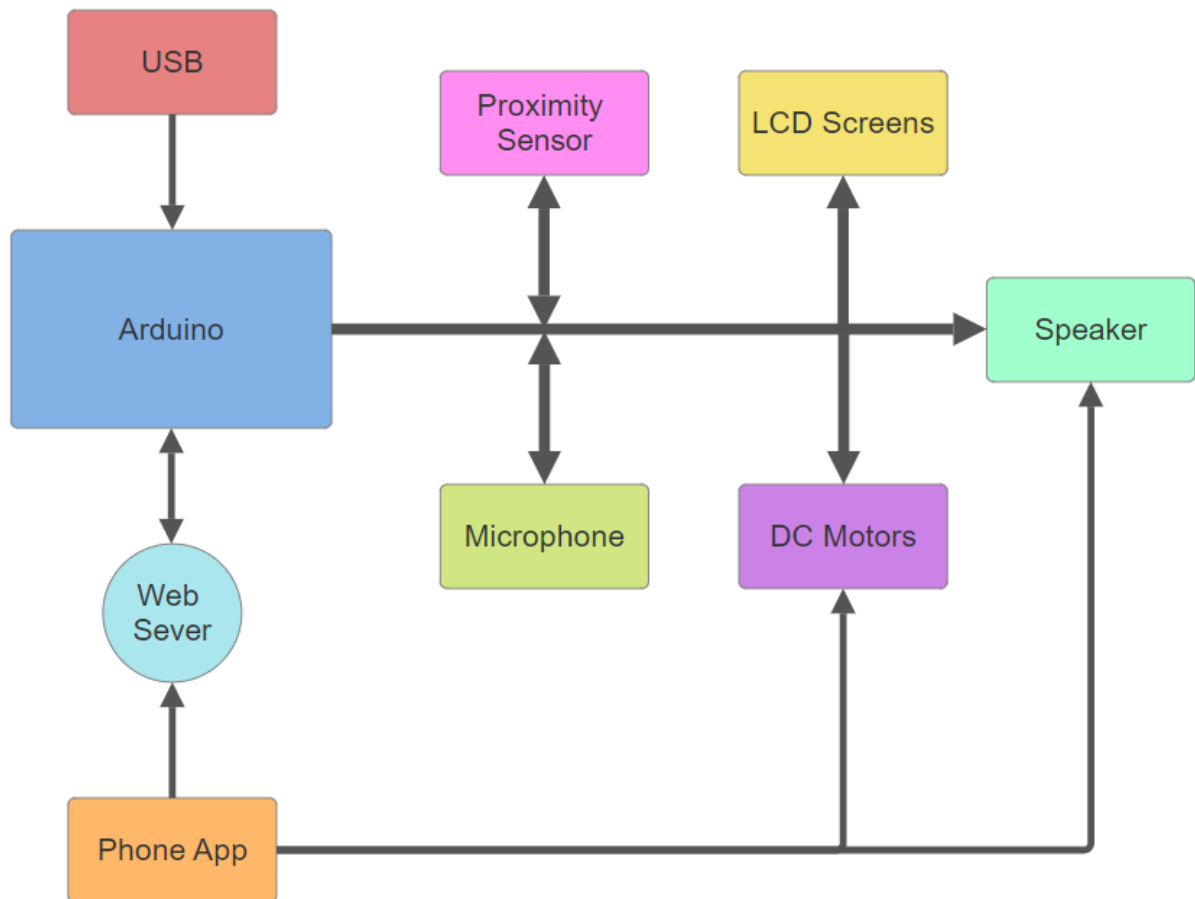 USB
Proximity
Sensor
LCD Screens
Arduino
Speaker
Microphone
DC Motors
Web
Sever
Phone App